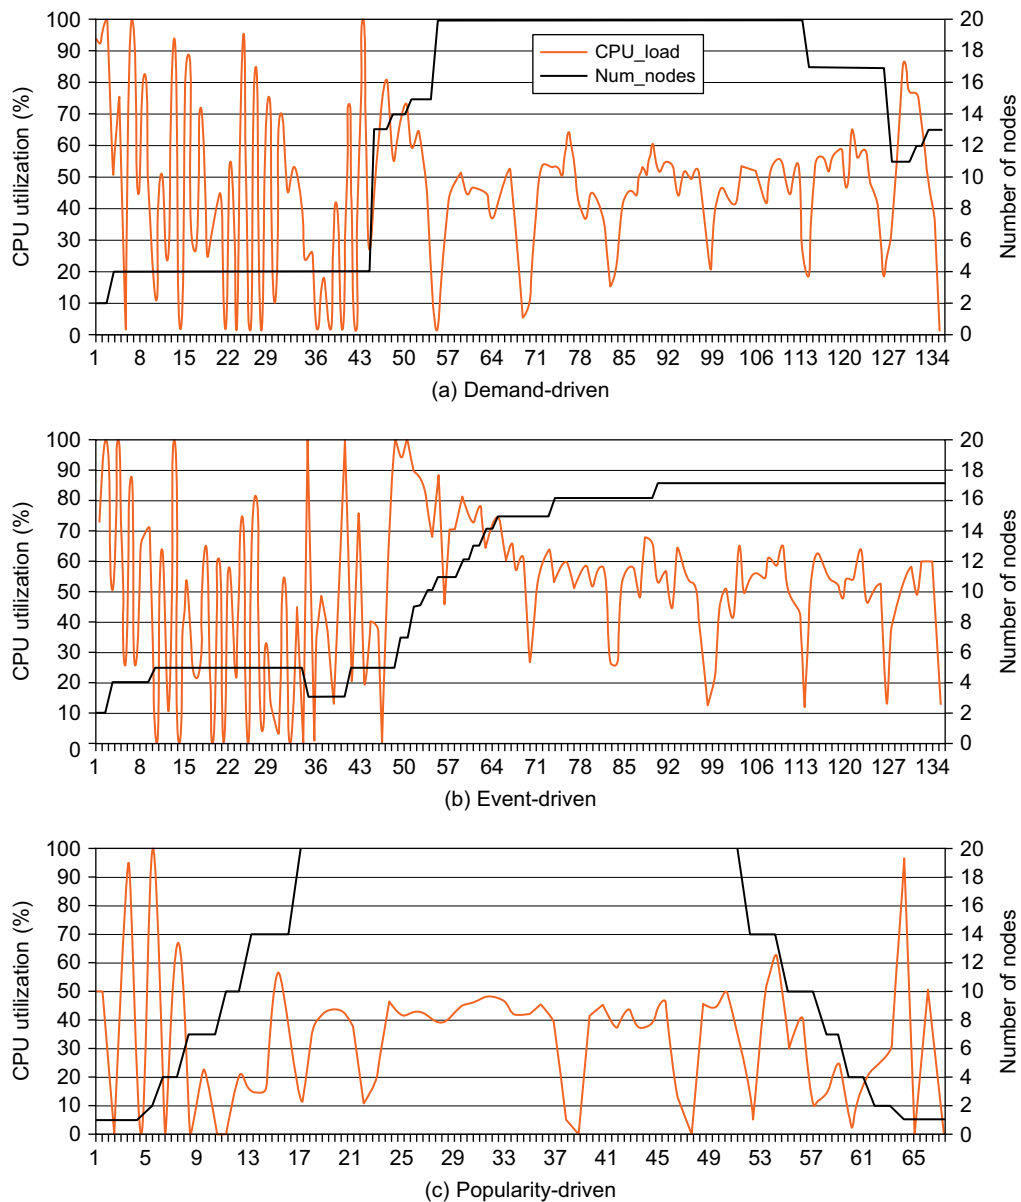 100 90 80 70 60 50 40 30 20 10 0
CPU utilization (%)
CPU_load
Num_nodes
20 18 16 14 12 10 8 6 4 2 0
Number of nodes
1 8 15 22 29 36 43 50 57 64 71 78 85 92 99 106 113 120 127 134
(a) Demand-driven
100 90 80 70 60 50 40 30 20 10 0
CPU utilization (%)
20 18 16 14 12 10 8 6 4 2 0
Number of nodes
1 8 15 22 29 36 43 50 57 64 71 78 85 92 99 106 113 120 127 134
(b) Event-driven
100 90 80 70 60 50 40 30 20 10 0
CPU utilization (%)
20 18 16 14 12 10 8 6 4 2 0
Number of nodes
1 5 9 13 17 21 25 29 33 37 41 45 49 53 57 61 65
(c) Popularity-driven